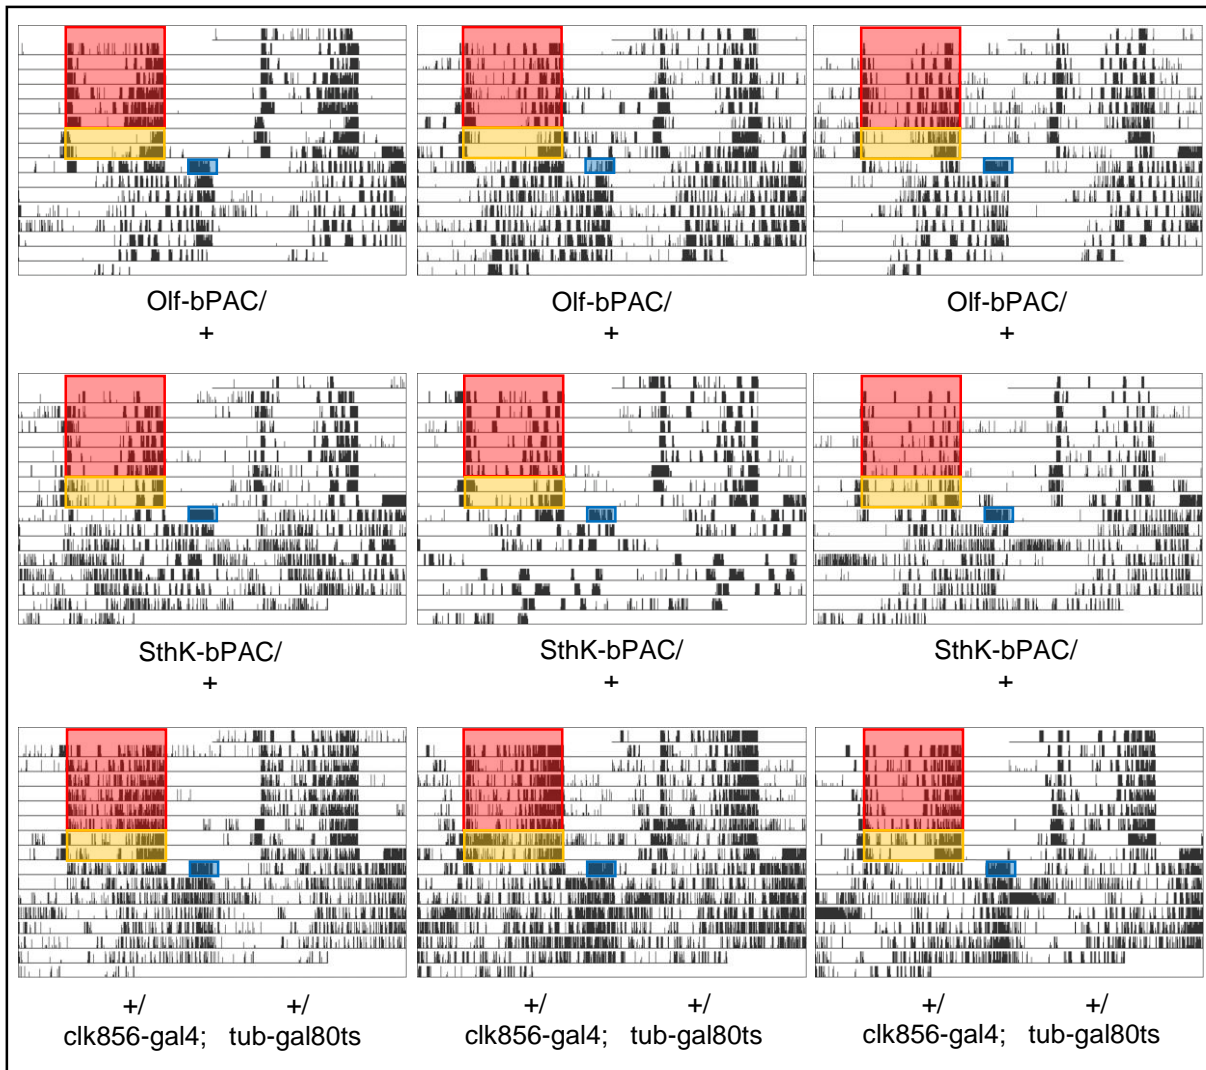 Olf-bPAC/ Olf-bPAC/ Olf-bPAC/
+ + +
SthK-bPAC/ SthK-bPAC/ SthK-bPAC/
+ + +
+/ +/ +/ +/ +/ +/
clk856-gal4; tub-gal80ts clk856-gal4; tub-gal80ts clk856-gal4; tub-gal80ts